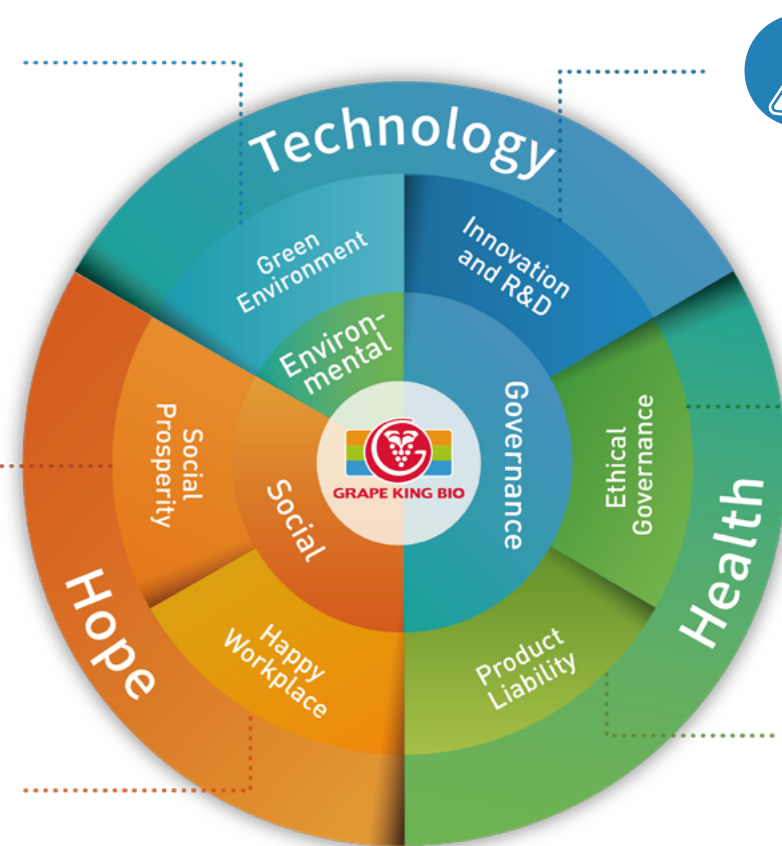 Technology
Green
Environment
Innovation
and R&D
Environ-
mental
Governance
Social
Prosperity
Ethical
Governance
GRAPE KING BIO
Social
Health
Hope
Happy
Workplace
Product
Liability